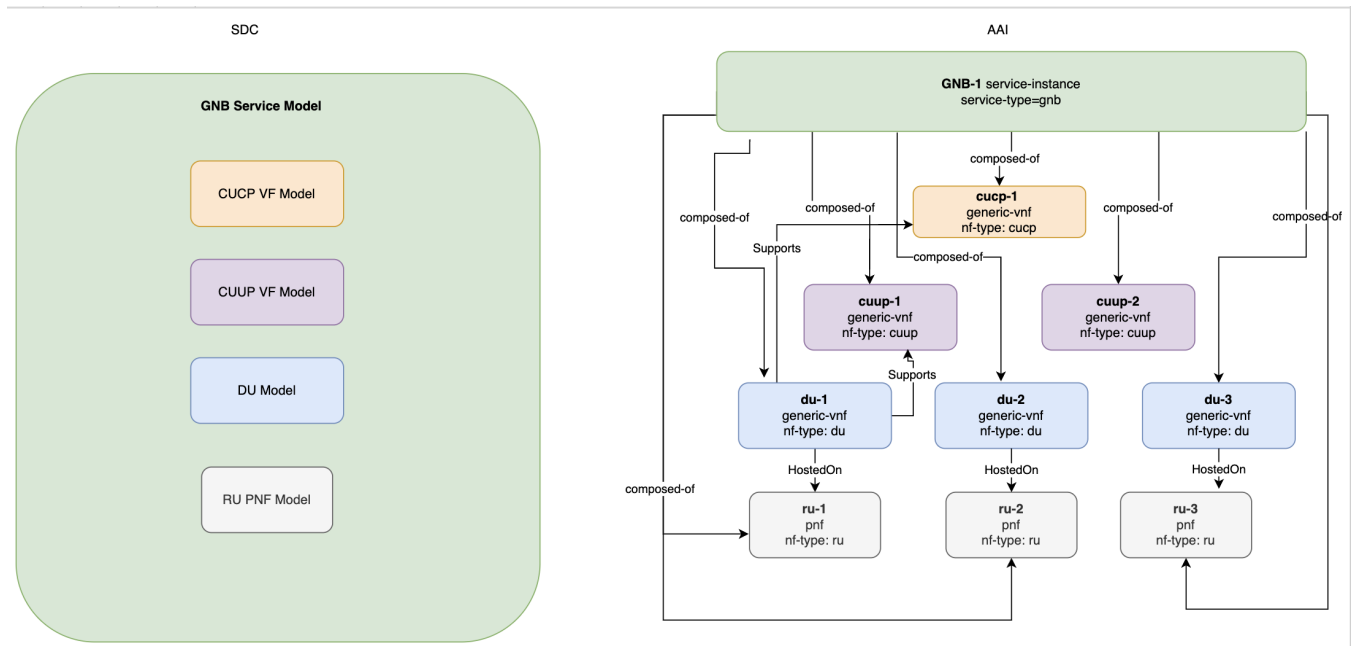 SDC
AAI
GNB Service Model
CUCP VF Model
CUUP VF Model
DU Model
RU PNF Model
GNB-1 service-instance
service-type=gnb
composed-of
cucp-1
generic-vnf
nf-type: cucp
composed-of
composed-of
composed-of
composed-of
Supports
composed-of
cuup-1
generic-vnf
nf-type: cuup
cuup-2
generic-vnf
nf-type: cuup
Supports
du-1
generic-vnf
nf-type: du
du-2
generic-vnf
nf-type: du
du-3
generic-vnf
nf-type: du
HostedOn
HostedOn
HostedOn
composed-of
ru-1
pnf
nf-type: ru
ru-2
pnf
nf-type: ru
ru-3
pnf
nf-type: ru